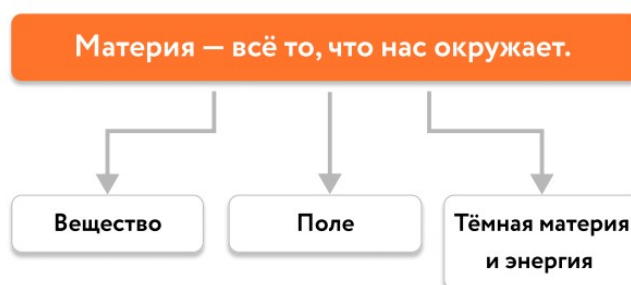 Материя — всё то, что нас окружает.
Вещество
Поле
Тёмная материя
и энергия